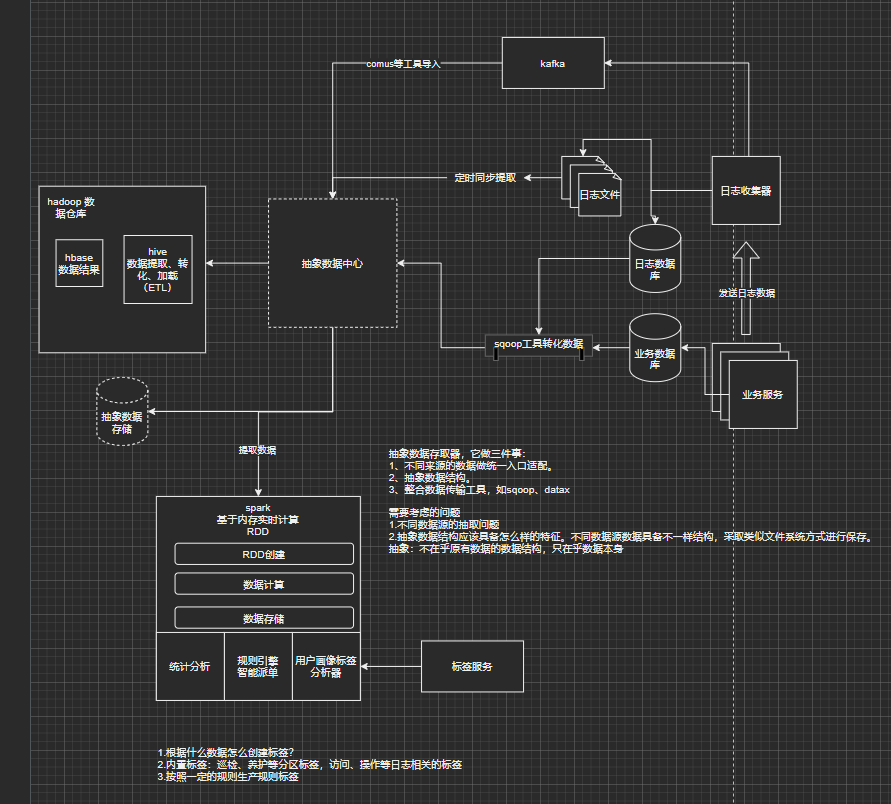 kafka
comus等工具导入
定时同步提取
日志文件
日志收集器
hadoop 数
据仓库
hbase
数据结果
hive
数据提取、转
化、加载
（ETL）
抽象数据中心
日志数据
库
发送日志数据
sqoop工具转化数据
业务数据
库
业务服务
抽象数据
存储
提取数据
抽象数据存取器，它做三件事：
1、不同来源的数据做统一入口适配。
2、抽象数据结构。
3、整合数据传输工具，如sqoop、datax
需要考虑的问题
1.不同数据源的抽取问题
2.抽象数据结构应该具备怎么样的特征。不同数据源数据具备不一样结构，采取类似文件系统方式进行保存。
抽象：不在乎原有数据的数据结构，只在乎数据本身
spark
基于内存实时计算
RDD
RDD创建
数据计算
数据存储
统计分析
规则引擎
智能派单
用户画像标签
分析器
标签服务
1.根据什么数据怎么创建标签？
2.内置标签：巡检、养护等分区标签，访问、操作等日志相关的标签
3.按照一定的规则生产规则标签